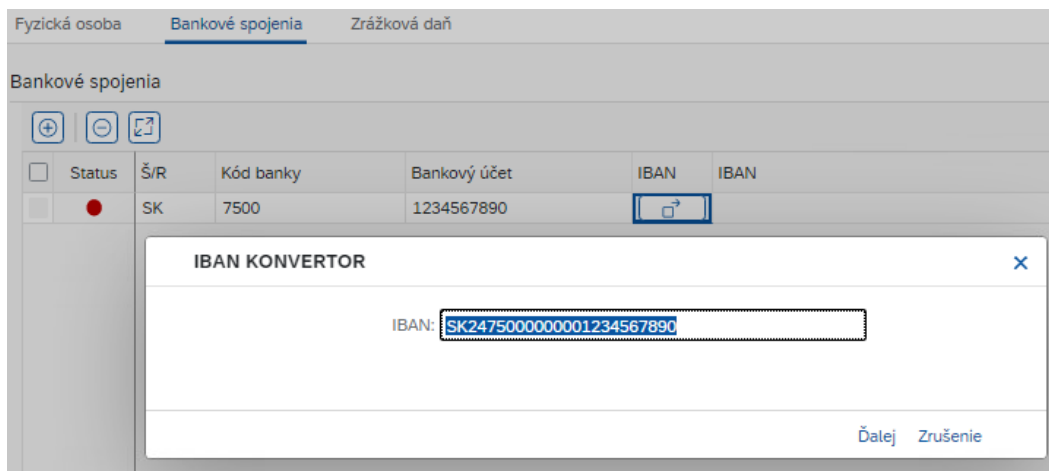 Fyzická osoba Bankové spojenia Zrážková daň
Bankové spojenia
Status Š/R Kód banky Bankový účet IBAN IBAN
SK 7500 1234567890
IBAN KONVERTOR
IBAN: SK2475000000001234567890
Ďalej Zrušenie